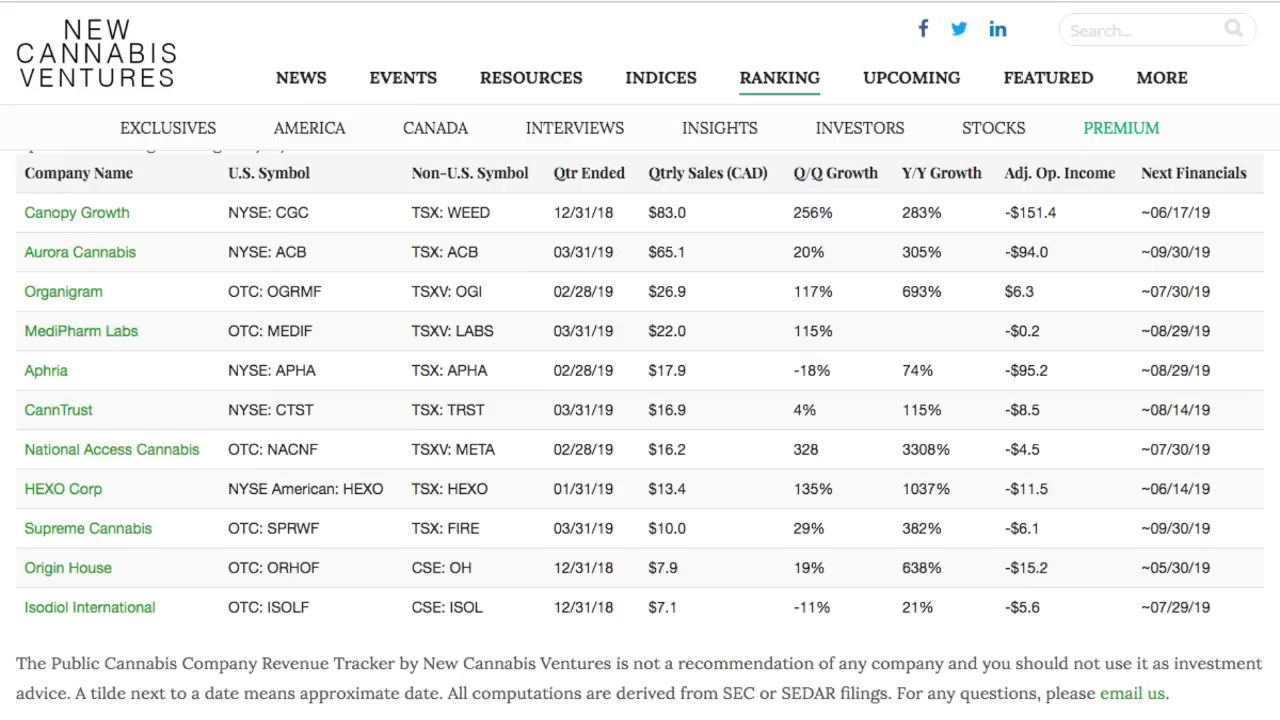 NEW
CANNABIS
VENTURES
Search...
NEWS EVENTS RESOURCES INDICES RANKING UPCOMING FEATURED MORE
EXCLUSIVES AMERICA CANADA INTERVIEWS INSIGHTS INVESTORS STOCKS PREMIUM
Company Name U.S. Symbol Non-U.S. Symbol Qtr Ended Qtrly Sales (CAD) Q/Q Growth Y/Y Growth Adj. Op. Income Next Financials
Canopy Growth NYSE: CGC TSX: WEED 12/31/18 $83.0 256% 283% -$151.4 ~06/17/19
Aurora Cannabis NYSE: ACB TSX: ACB 03/31/19 $65.1 20% 305% -$94.0 ~09/30/19
Organigram OTC: OGRMF TSXV: OGI 02/28/19 $26.9 117% 693% $6.3 ~07/30/19
MediPharm Labs OTC: MEDIF TSXV: LABS 03/31/19 $22.0 115% -$0.2 ~08/29/19
Aphria NYSE: APHA TSX: APHA 02/28/19 $17.9 -18% 74% -$95.2 ~08/29/19
CannTrust NYSE: CTST TSX: TRST 03/31/19 $16.9 4% 115% -$8.5 ~08/14/19
National Access Cannabis OTC: NACNF TSXV: META 02/28/19 $16.2 328 3308% -$4.5 ~07/30/19
HEXO Corp NYSE American: HEXO TSX: HEXO 01/31/19 $13.4 135% 1037% -$11.5 ~06/14/19
Supreme Cannabis OTC: SPRWF TSX: FIRE 03/31/19 $10.0 29% 382% -$6.1 ~09/30/19
Origin House OTC: ORHOF CSE: OH 12/31/18 $7.9 19% 638% -$15.2 ~05/30/19
Isodiol International OTC: ISOLF CSE: ISOL 12/31/18 $7.1 -11% 21% -$5.6 ~07/29/19
The Public Cannabis Company Revenue Tracker by New Cannabis Ventures is not a recommendation of any company and you should not use it as investment
advice. A tilde next to a date means approximate date. All computations are derived from SEC or SEDAR filings. For any questions, please email us.